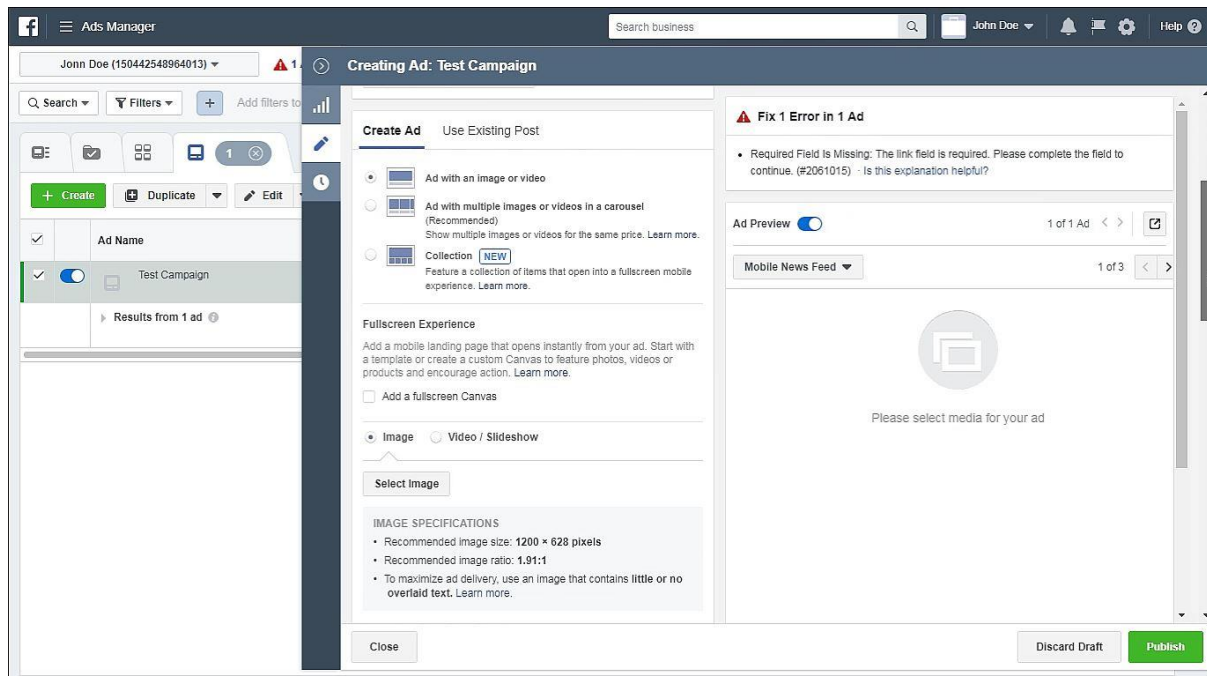 f Ads Manager
Search business
John Doe
Help
Jonn Doe (150442548964013)
1
Creating Ad: Test Campaign
Search
Filters
+
Add filters to
1
+ Create
Duplicate
Edit
Ad Name
Test Campaign
Results from 1 ad
Create Ad
Use Existing Post
Ad with an image or video
Ad with multiple images or videos in a carousel
(Recommended)
Show multiple images or videos for the same price. Learn more.
Collection NEW
Feature a collection of items that open into a fullscreen mobile
experience. Learn more.
Fullscreen Experience
Add a mobile landing page that opens instantly from your ad. Start with
a template or create a custom Canvas to feature photos, videos or
products and encourage action. Learn more.
Add a fullscreen Canvas
Image
Video / Slideshow
Select Image
IMAGE SPECIFICATIONS
• Recommended image size: 1200 × 628 pixels
• Recommended image ratio: 1.91:1
• To maximize ad delivery, use an image that contains little or no
overlaid text. Learn more.
Fix 1 Error in 1 Ad
• Required Field Is Missing: The link field is required. Please complete the field to
continue. (#2061015) · Is this explanation helpful?
Ad Preview
1 of 1 Ad < >
Mobile News Feed
1 of 3 < >
Please select media for your ad
Close
Discard Draft
Publish